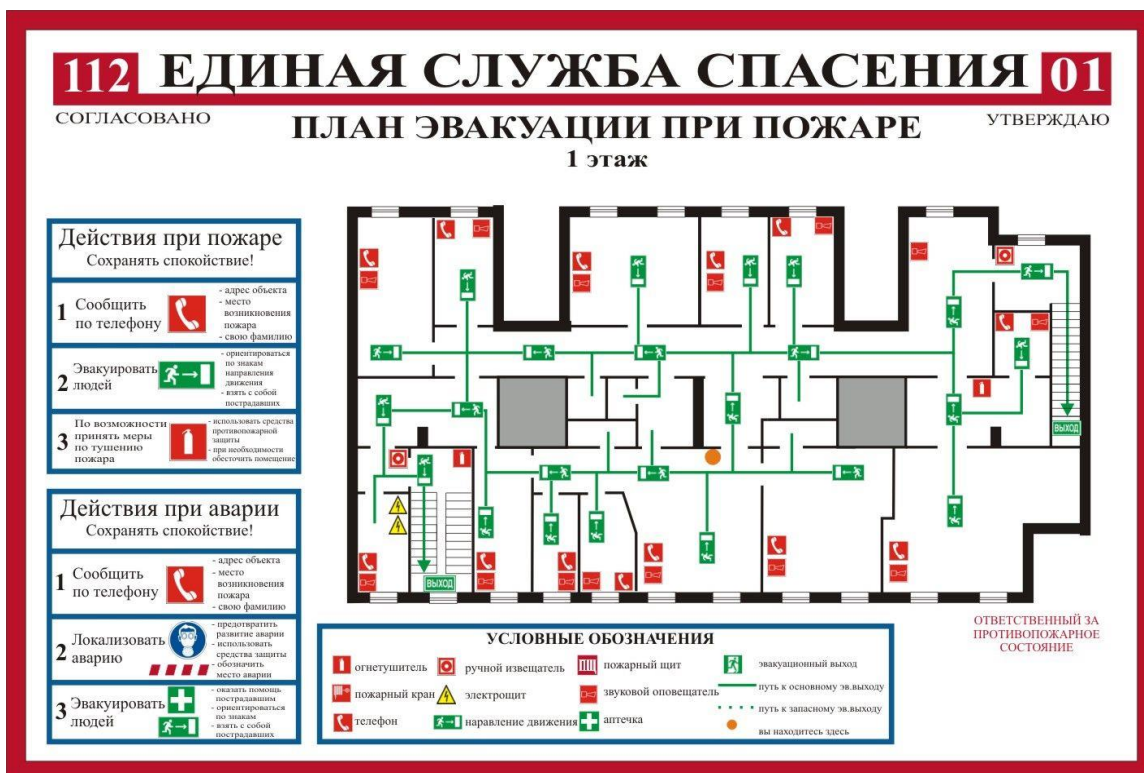 112 ЕДИНАЯ СЛУЖБА СПАСЕНИЯ 01
СОГЛАСОВАНО
УТВЕРЖДАЮ
ПЛАН ЭВАКУАЦИИ ПРИ ПОЖАРЕ
1 этаж
Действия при пожаре
Сохранять спокойствие!
1 Сообщить
по телефону
- адрес объекта
- место
возникновения
пожара
- свою фамилию
2 Эвакуировать
людей
- ориентироваться
по знакам
направления
движения
- взять с собой
пострадавших
3 По возможности
принять меры
по тушению
пожара
- использовать средства
противопожарной
защиты
- при необходимости
обесточить помещение
Действия при аварии
Сохранять спокойствие!
1 Сообщить
по телефону
- адрес объекта
- место
возникновения
пожара
- свою фамилию
2 Локализовать
аварию
- предотвратить
развитие аварии
- использовать
средства защиты
- обозначить
место аварии
3 Эвакуировать
людей
- оказать помощь
пострадавшим
- ориентироваться
по знакам
- взять с собой
пострадавших
ВЫХОД
ВЫХОД
УСЛОВНЫЕ ОБОЗНАЧЕНИЯ
огнетушитель
ручной извещатель
пожарный щит
эвакуационный выход
пожарный кран
электрощит
звуковой оповещатель
путь к основному эв.выходу
телефон
наравление движения
аптечка
путь к запасному эв.выходу
вы находитесь здесь
ОТВЕТСТВЕННЫЙ ЗА
ПРОТИВОПОЖАРНОЕ
СОСТОЯНИЕ